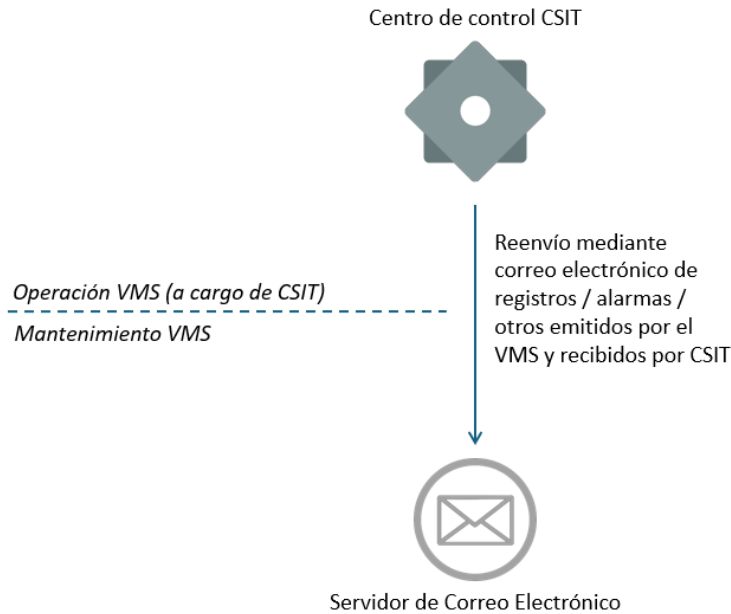 Centro de control CSIT
Reenvío mediante
correo electrónico de
registros / alarmas /
otros emitidos por el
VMS y recibidos por CSIT
Operación VMS (a cargo de CSIT)
Mantenimiento VMS
Servidor de Correo Electrónico